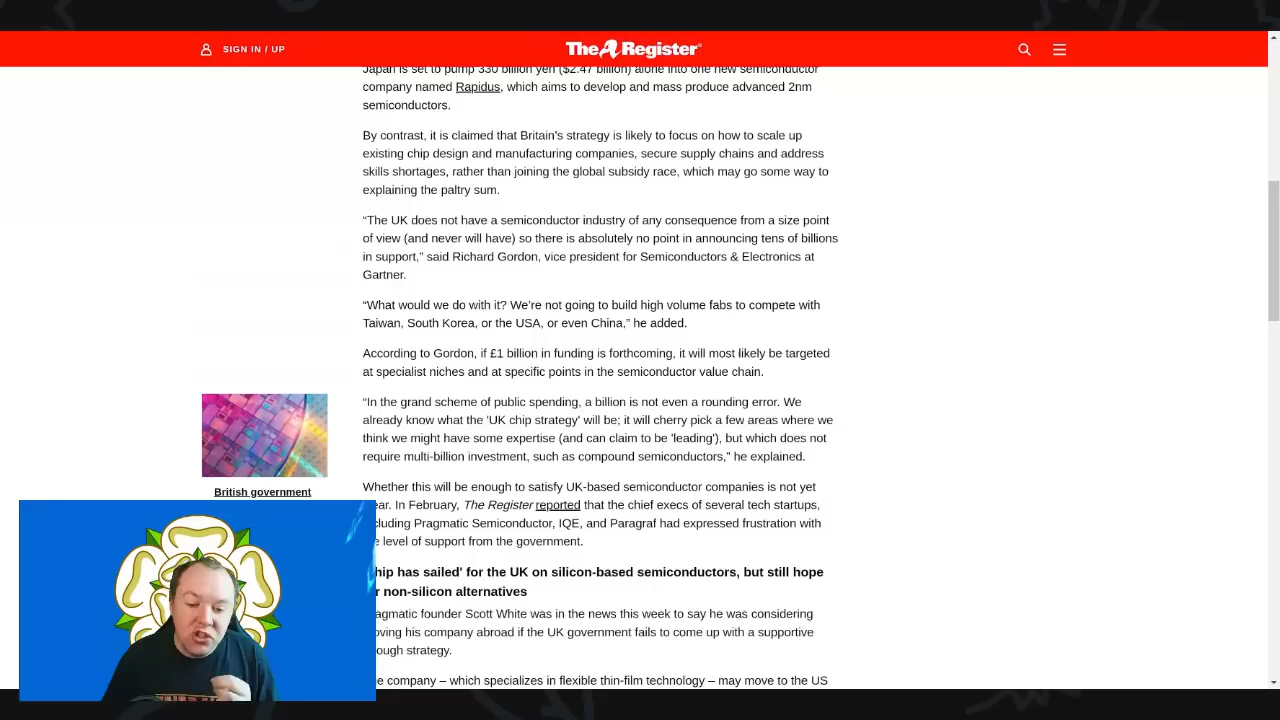 SIGN IN / UP
The Register
Japan is set to pump 330 billion yen ($2.47 billion) alone into one new semiconductor
company named Rapidus, which aims to develop and mass produce advanced 2nm
semiconductors.
By contrast, it is claimed that Britain's strategy is likely to focus on how to scale up
existing chip design and manufacturing companies, secure supply chains and address
skills shortages, rather than joining the global subsidy race, which may go some way to
explaining the paltry sum.
“The UK does not have a semiconductor industry of any consequence from a size point
of view (and never will have) so there is absolutely no point in announcing tens of billions
in support,” said Richard Gordon, vice president for Semiconductors & Electronics at
Gartner.
“What would we do with it? We’re not going to build high volume fabs to compete with
Taiwan, South Korea, or the USA, or even China,” he added.
According to Gordon, if £1 billion in funding is forthcoming, it will most likely be targeted
at specialist niches and at specific points in the semiconductor value chain.
“In the grand scheme of public spending, a billion is not even a rounding error. We
already know what the 'UK chip strategy' will be; it will cherry pick a few areas where we
think we might have some expertise (and can claim to be 'leading'), but which does not
require multi-billion investment, such as compound semiconductors,” he explained.
British government
Whether this will be enough to satisfy UK-based semiconductor companies is not yet
ear. In February, The Register reported that the chief execs of several tech startups,
cluding Pragmatic Semiconductor, IQE, and Paragraf had expressed frustration with
level of support from the government.
hip has sailed' for the UK on silicon-based semiconductors, but still hope
r non-silicon alternatives
agmatic founder Scott White was in the news this week to say he was considering
oving his company abroad if the UK government fails to come up with a supportive
ough strategy.
e company – which specializes in flexible thin-film technology – may move to the US